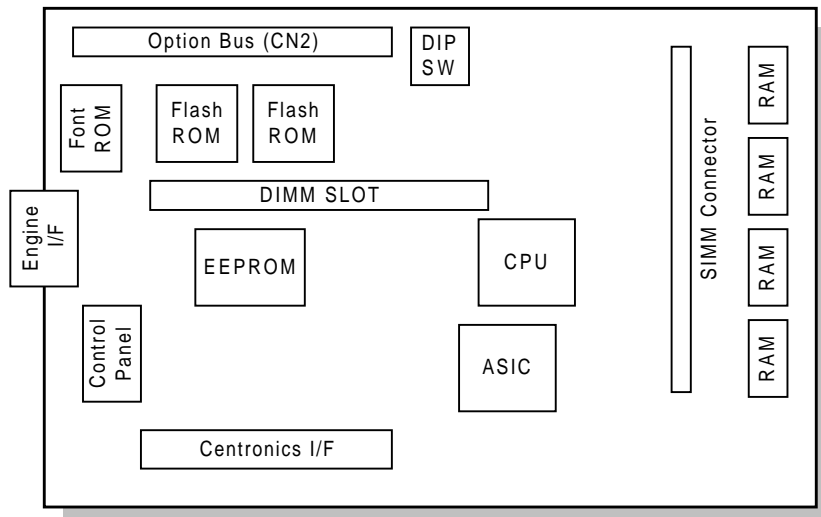 Option Bus (CN2)
DIP
SW
Font
ROM
Flash
ROM
Flash
ROM
DIMM SLOT
Engine
I/F
EEPROM
CPU
SIMM Connector
RAM
RAM
RAM
RAM
Control
Panel
ASIC
Centronics I/F